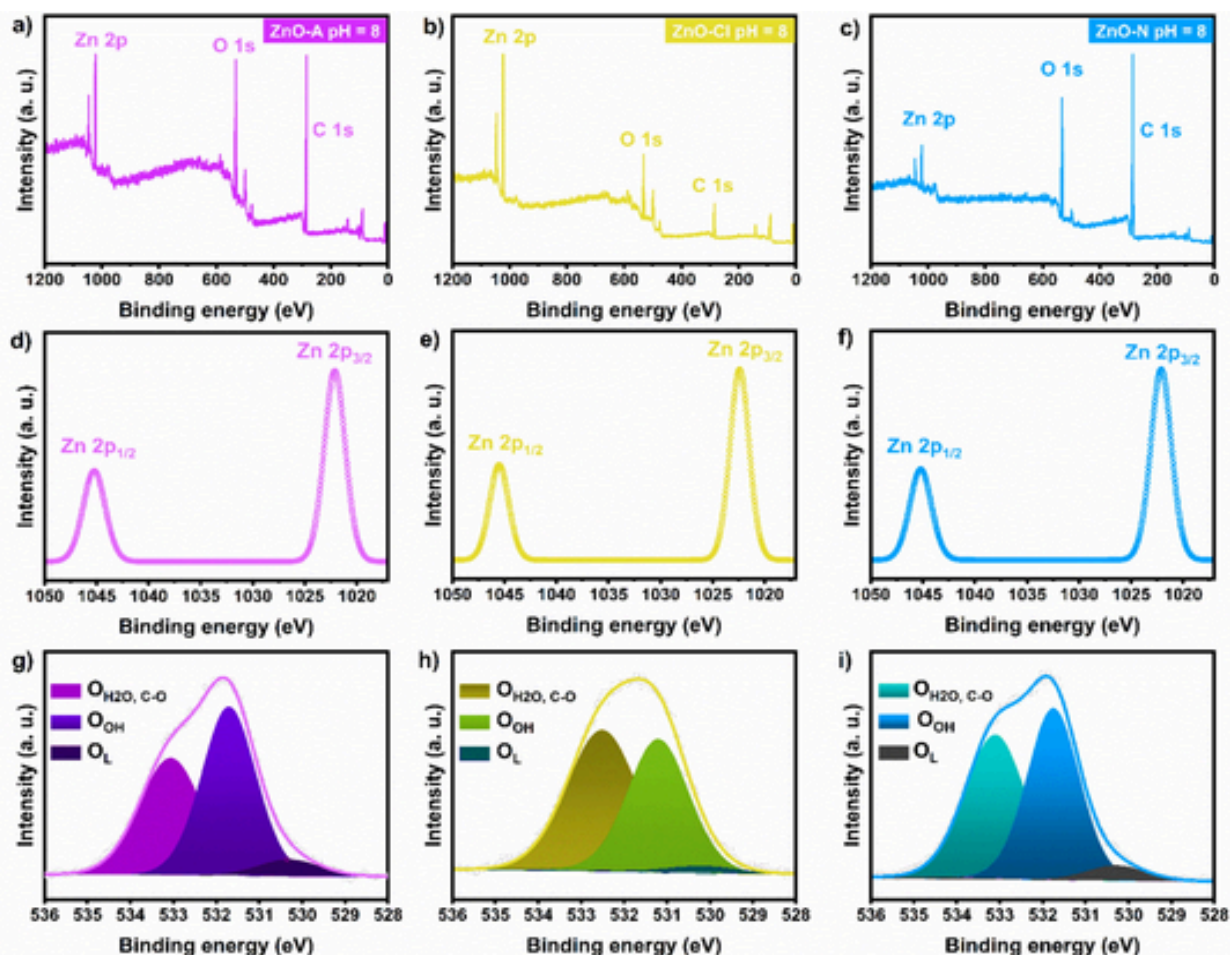 a)
ZnO-A pH = 8
Zn 2p
O 1s
C 1s
Intensity (a. u.)
1200 1000 800 600 400 200 0
Binding energy (eV)
b)
ZnO-Cl pH = 8
Zn 2p
O 1s
C 1s
Intensity (a. u.)
1200 1000 800 600 400 200 0
Binding energy (eV)
c)
ZnO-N pH = 8
Zn 2p
O 1s
C 1s
Intensity (a. u.)
1200 1000 800 600 400 200 0
Binding energy (eV)
d)
Zn 2p3/2
Zn 2p1/2
Intensity (a. u.)
1050 1045 1040 1035 1030 1025 1020
Binding energy (eV)
e)
Zn 2p3/2
Zn 2p1/2
Intensity (a. u.)
1050 1045 1040 1035 1030 1025 1020
Binding energy (eV)
f)
Zn 2p3/2
Zn 2p1/2
Intensity (a. u.)
1050 1045 1040 1035 1030 1025 1020
Binding energy (eV)
g)
OH2O, C-O
OOH
OL
Intensity (a. u.)
536 535 534 533 532 531 530 529 528
Binding energy (eV)
h)
OH2O, C-O
OOH
OL
Intensity (a. u.)
536 535 534 533 532 531 530 529 528
Binding energy (eV)
i)
OH2O, C-O
OOH
OL
Intensity (a. u.)
536 535 534 533 532 531 530 529 528
Binding energy (eV)